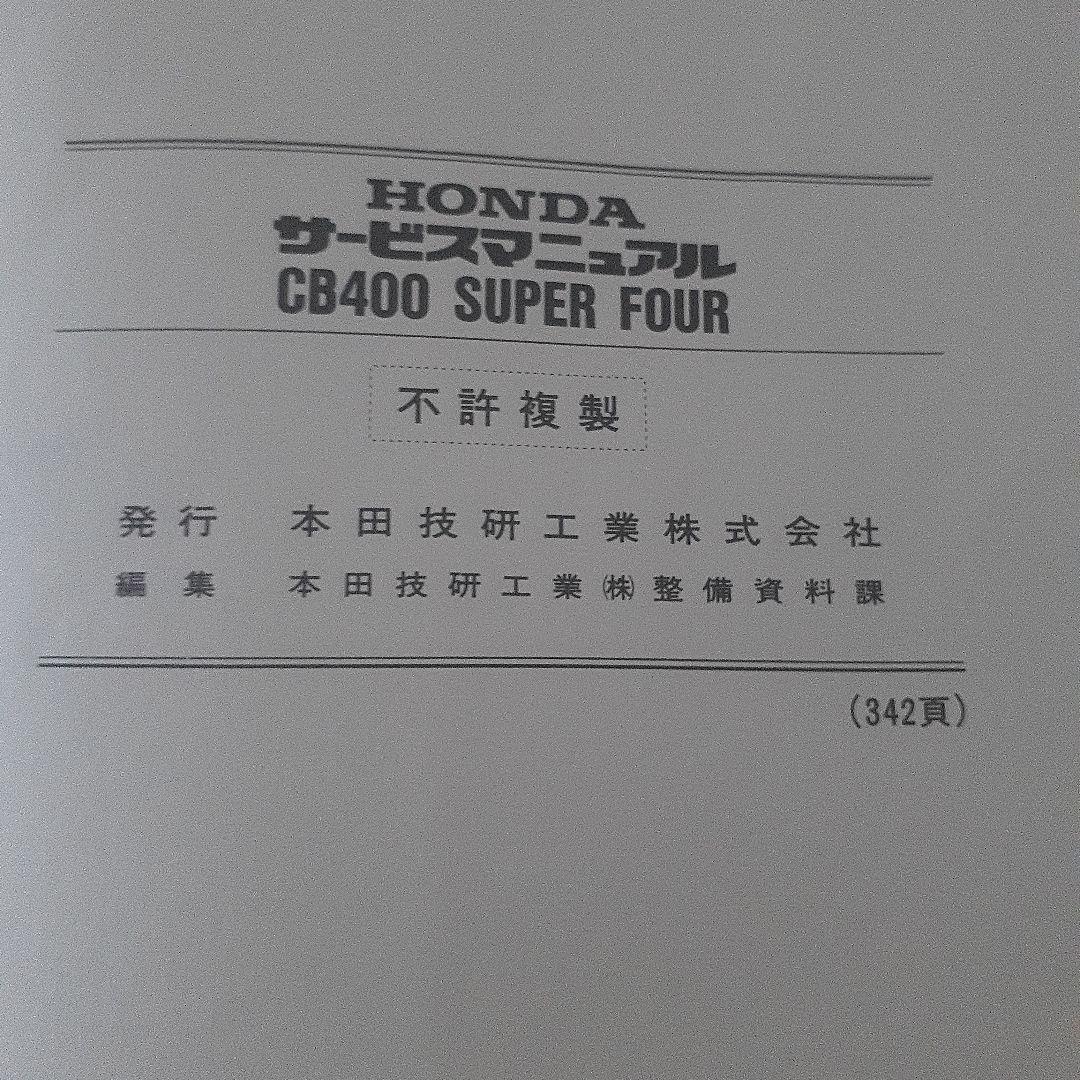 HONDA
サービスマニュアル
CB400 SUPER FOUR
不許複製
発行 本田技研工業株式会社
編集 本田技研工業㈱整備資料課
(342頁)